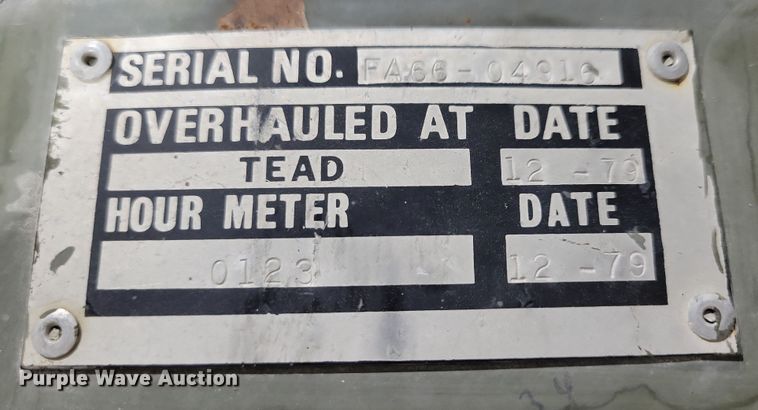 SERIAL NO. FA66-04916
OVERHAULED AT DATE
TEAD 12 -79
HOUR METER DATE
0123 12 -79
Purple Wave Auction
34